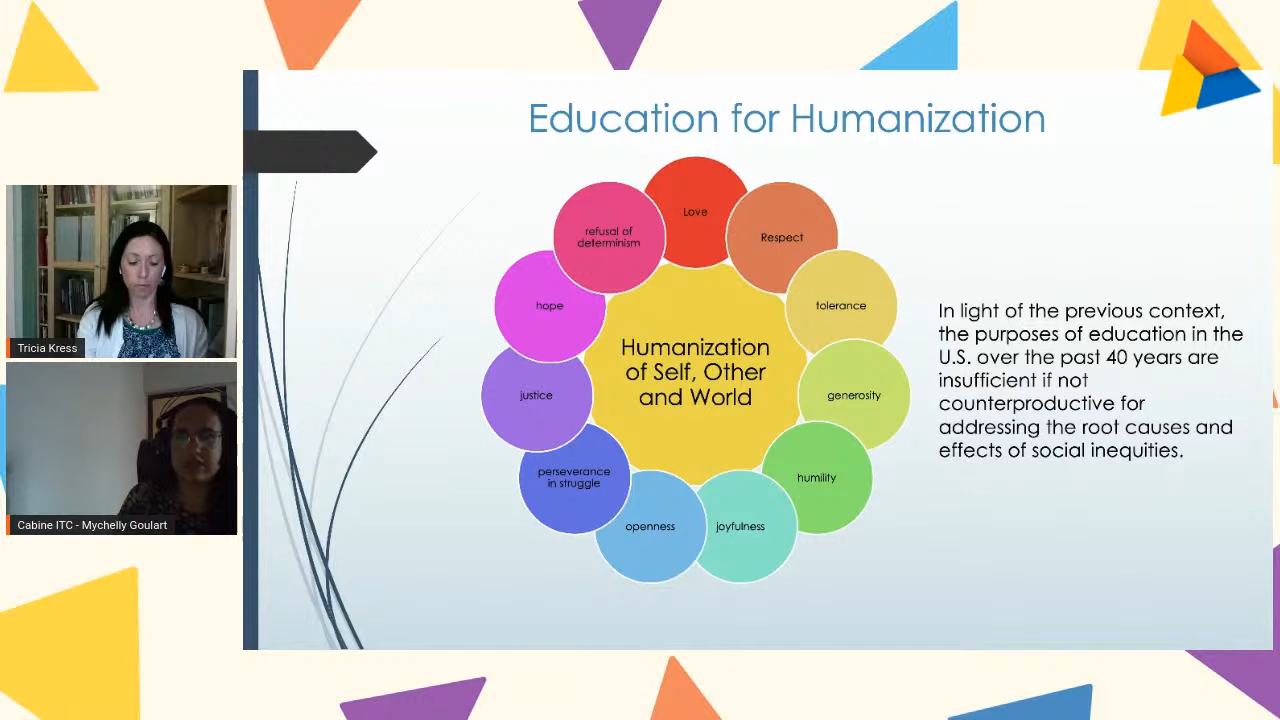 Education for Humanization
Love
Respect
tolerance
generosity
humility
joyfulness
openness
perseverance
in struggle
justice
hope
refusal of
determinism
Humanization
of Self, Other
and World
In light of the previous context,
the purposes of education in the
U.S. over the past 40 years are
insufficient if not
counterproductive for
addressing the root causes and
effects of social inequities.
Tricia Kress
Cabine ITC - Mychelly Goulart